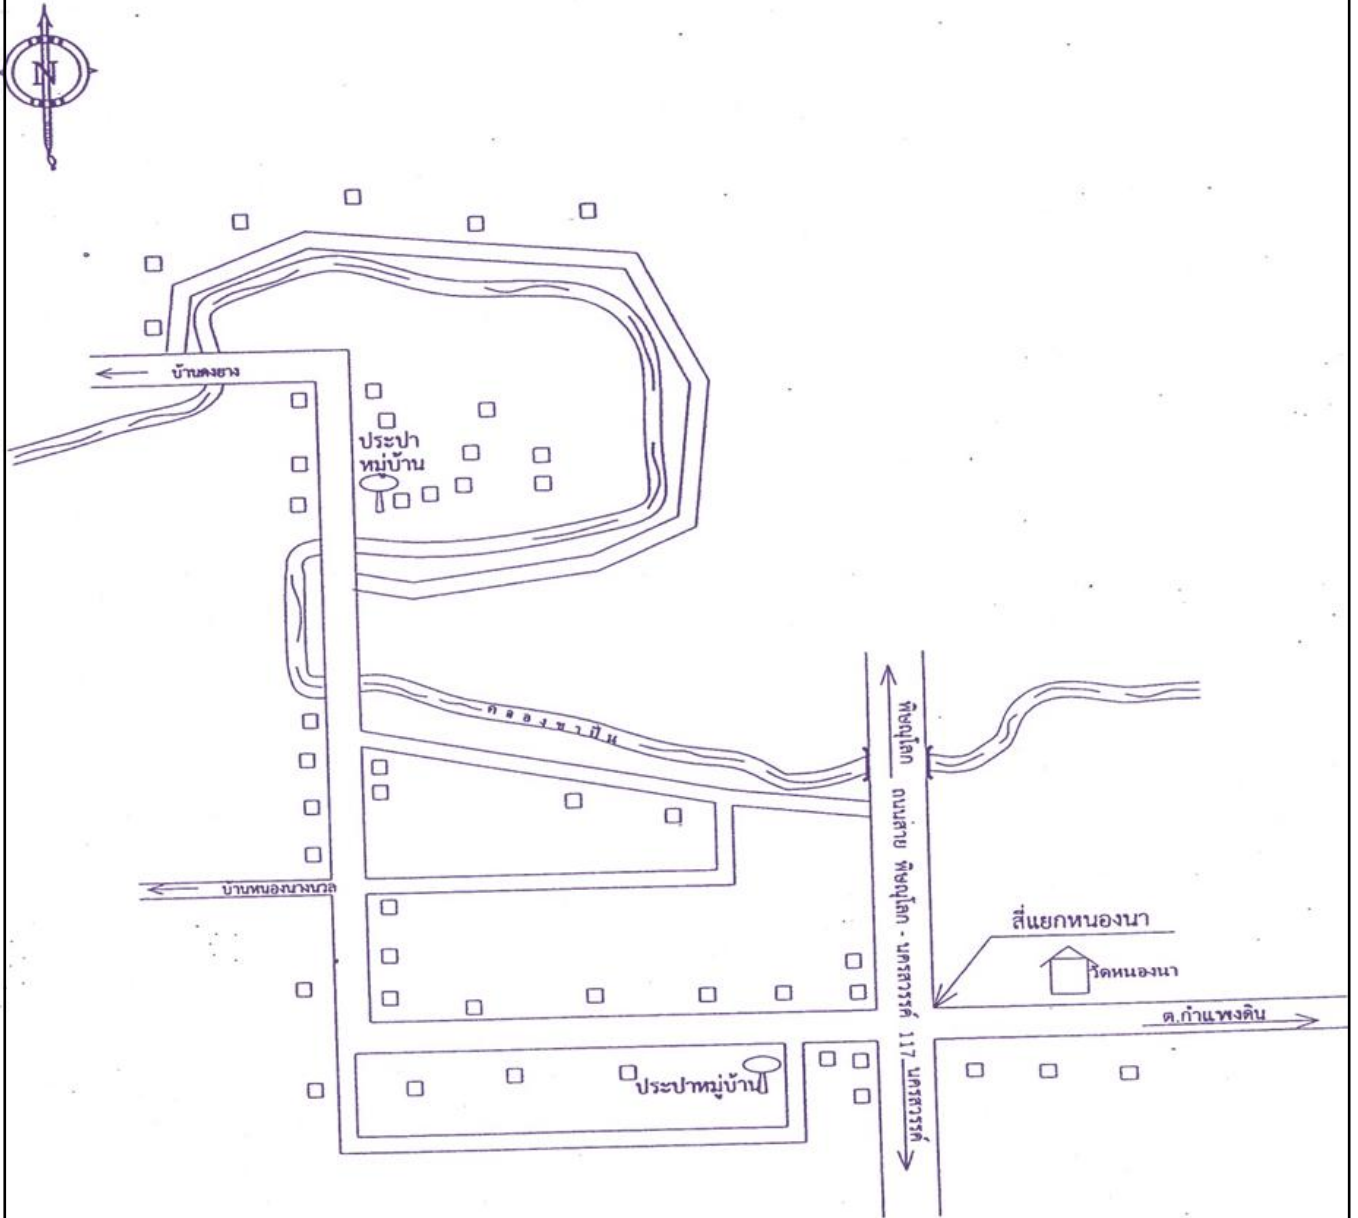 N
บ้านดงยาง
ประปา
หมู่บ้าน
คลองขาปืน
พิษณุโลก
ถนนสาย พิษณุโลก - นครสวรรค์ 117
นครสวรรค์
บ้านหนองนางนวล
สี่แยกหนองนา
วัดหนองนา
ต.กำแพงดิน
ประปาหมู่บ้าน